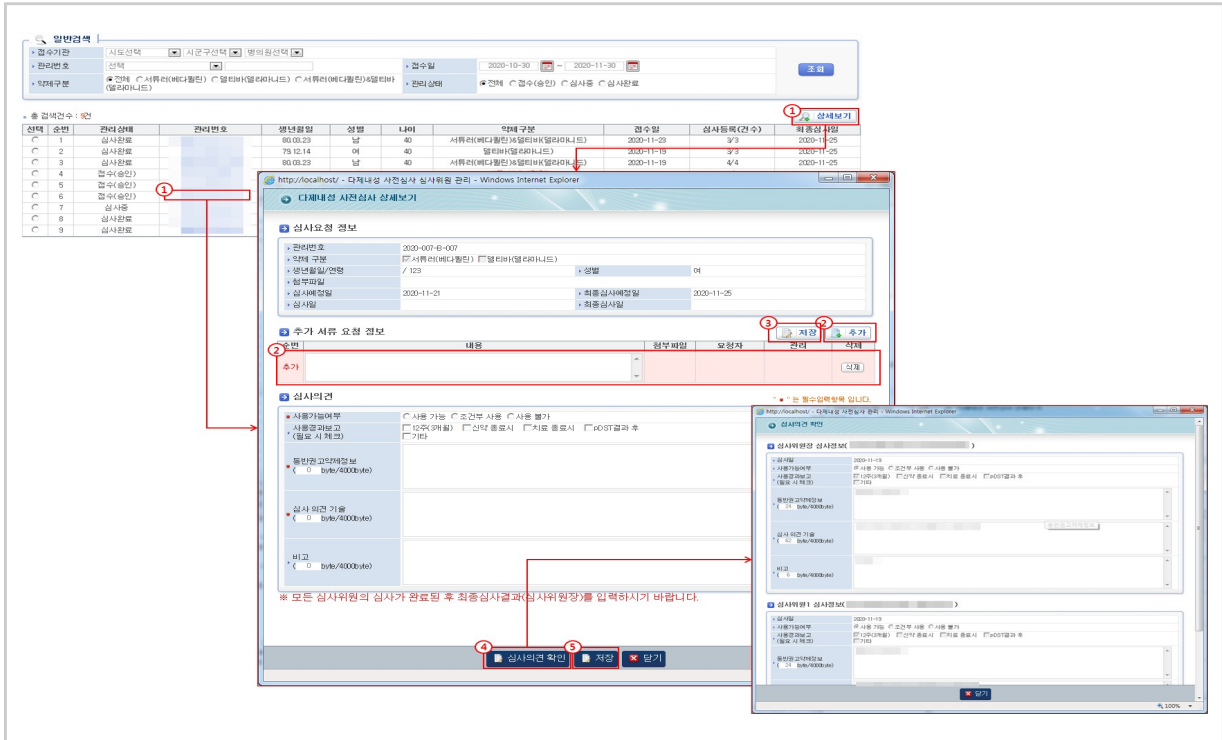 일반검색
접수기관 시도선택 시군구선택 병의원선택
관리번호 선택 접수일 2020-10-30 ~ 2020-11-30 조회
약제구분 전체 서튜러(베다퀼린) 델티바(델라마니드) 서튜러(베다퀼린)&델티바(델라마니드) 관리상태 전체 접수(승인) 심사중 심사완료
총 검색건수 : 9건 ① 상세보기
선택 순번 관리상태 관리번호 생년월일 성별 나이 약제구분 접수일 심사등록(건수) 최종심사일
1 심사완료 80.03.23 남 40 서튜러(베다퀼린)&델티바(델라마니드) 2020-11-23 3/3 2020-11-25
2 심사완료 79.12.14 여 40 델티바(델라마니드) 2020-11-19 3/3 2020-11-25
3 심사완료 80.03.23 남 40 서튜러(베다퀼린)&델티바(델라마니드) 2020-11-19 4/4 2020-11-25
4 접수(승인)
5 접수(승인)
6 접수(승인) ①
7 심사중
8 심사완료
9 심사완료
http://localhost/ - 다제내성 사전심사 심사위원 관리 - Windows Internet Explorer
다제내성 사전심사 상세보기
심사요청 정보
관리번호 2020-007-B-007
약제 구분 서튜러(베다퀼린) 델티바(델라마니드)
생년월일/연령 / 123 성별 여
첨부파일
심사예정일 2020-11-21 최종심사예정일 2020-11-25
심사일 최종심사일
추가 서류 요청 정보 ③ 저장 ② 추가
순번 내용 첨부파일 요청자 관리 삭제
② 추가 삭제
심사의견 " • " 는 필수입력항목 입니다.
사용가능여부 사용 가능 조건부 사용 사용 불가
사용결과보고 12주(3개월) 신약 종료시 치료 종료시 pDST결과 후
(필요 시 체크) 기타
동반권고약제정보
( 0 byte/4000byte)
심사 의견 기술
( 0 byte/4000byte)
비고
( 0 byte/4000byte)
※ 모든 심사위원의 심사가 완료된 후 최종심사결과(심사위원장)를 입력하시기 바랍니다.
④ 심사의견 확인 ⑤ 저장 닫기
http://localhost/ - 다제내성 사전심사 관리 - Windows Internet Explorer
심사의견 확인
심사위원장 심사정보( )
심사일 2020-11-19
사용가능여부 사용 가능 조건부 사용 사용 불가
사용결과보고 12주(3개월) 신약 종료시 치료 종료시 pDST결과 후
(필요 시 체크) 기타
동반권고약제정보
( 24 byte/4000byte)
심사 의견 기술 동반권고약제정보
( 62 byte/4000byte)
비고
( 6 byte/4000byte)
심사위원1 심사정보( )
심사일 2020-11-19
사용가능여부 사용 가능 조건부 사용 사용 불가
사용결과보고 12주(3개월) 신약 종료시 치료 종료시 pDST결과 후
(필요 시 체크) 기타
동반권고약제정보
( 24 byte/4000byte)
닫기
100%